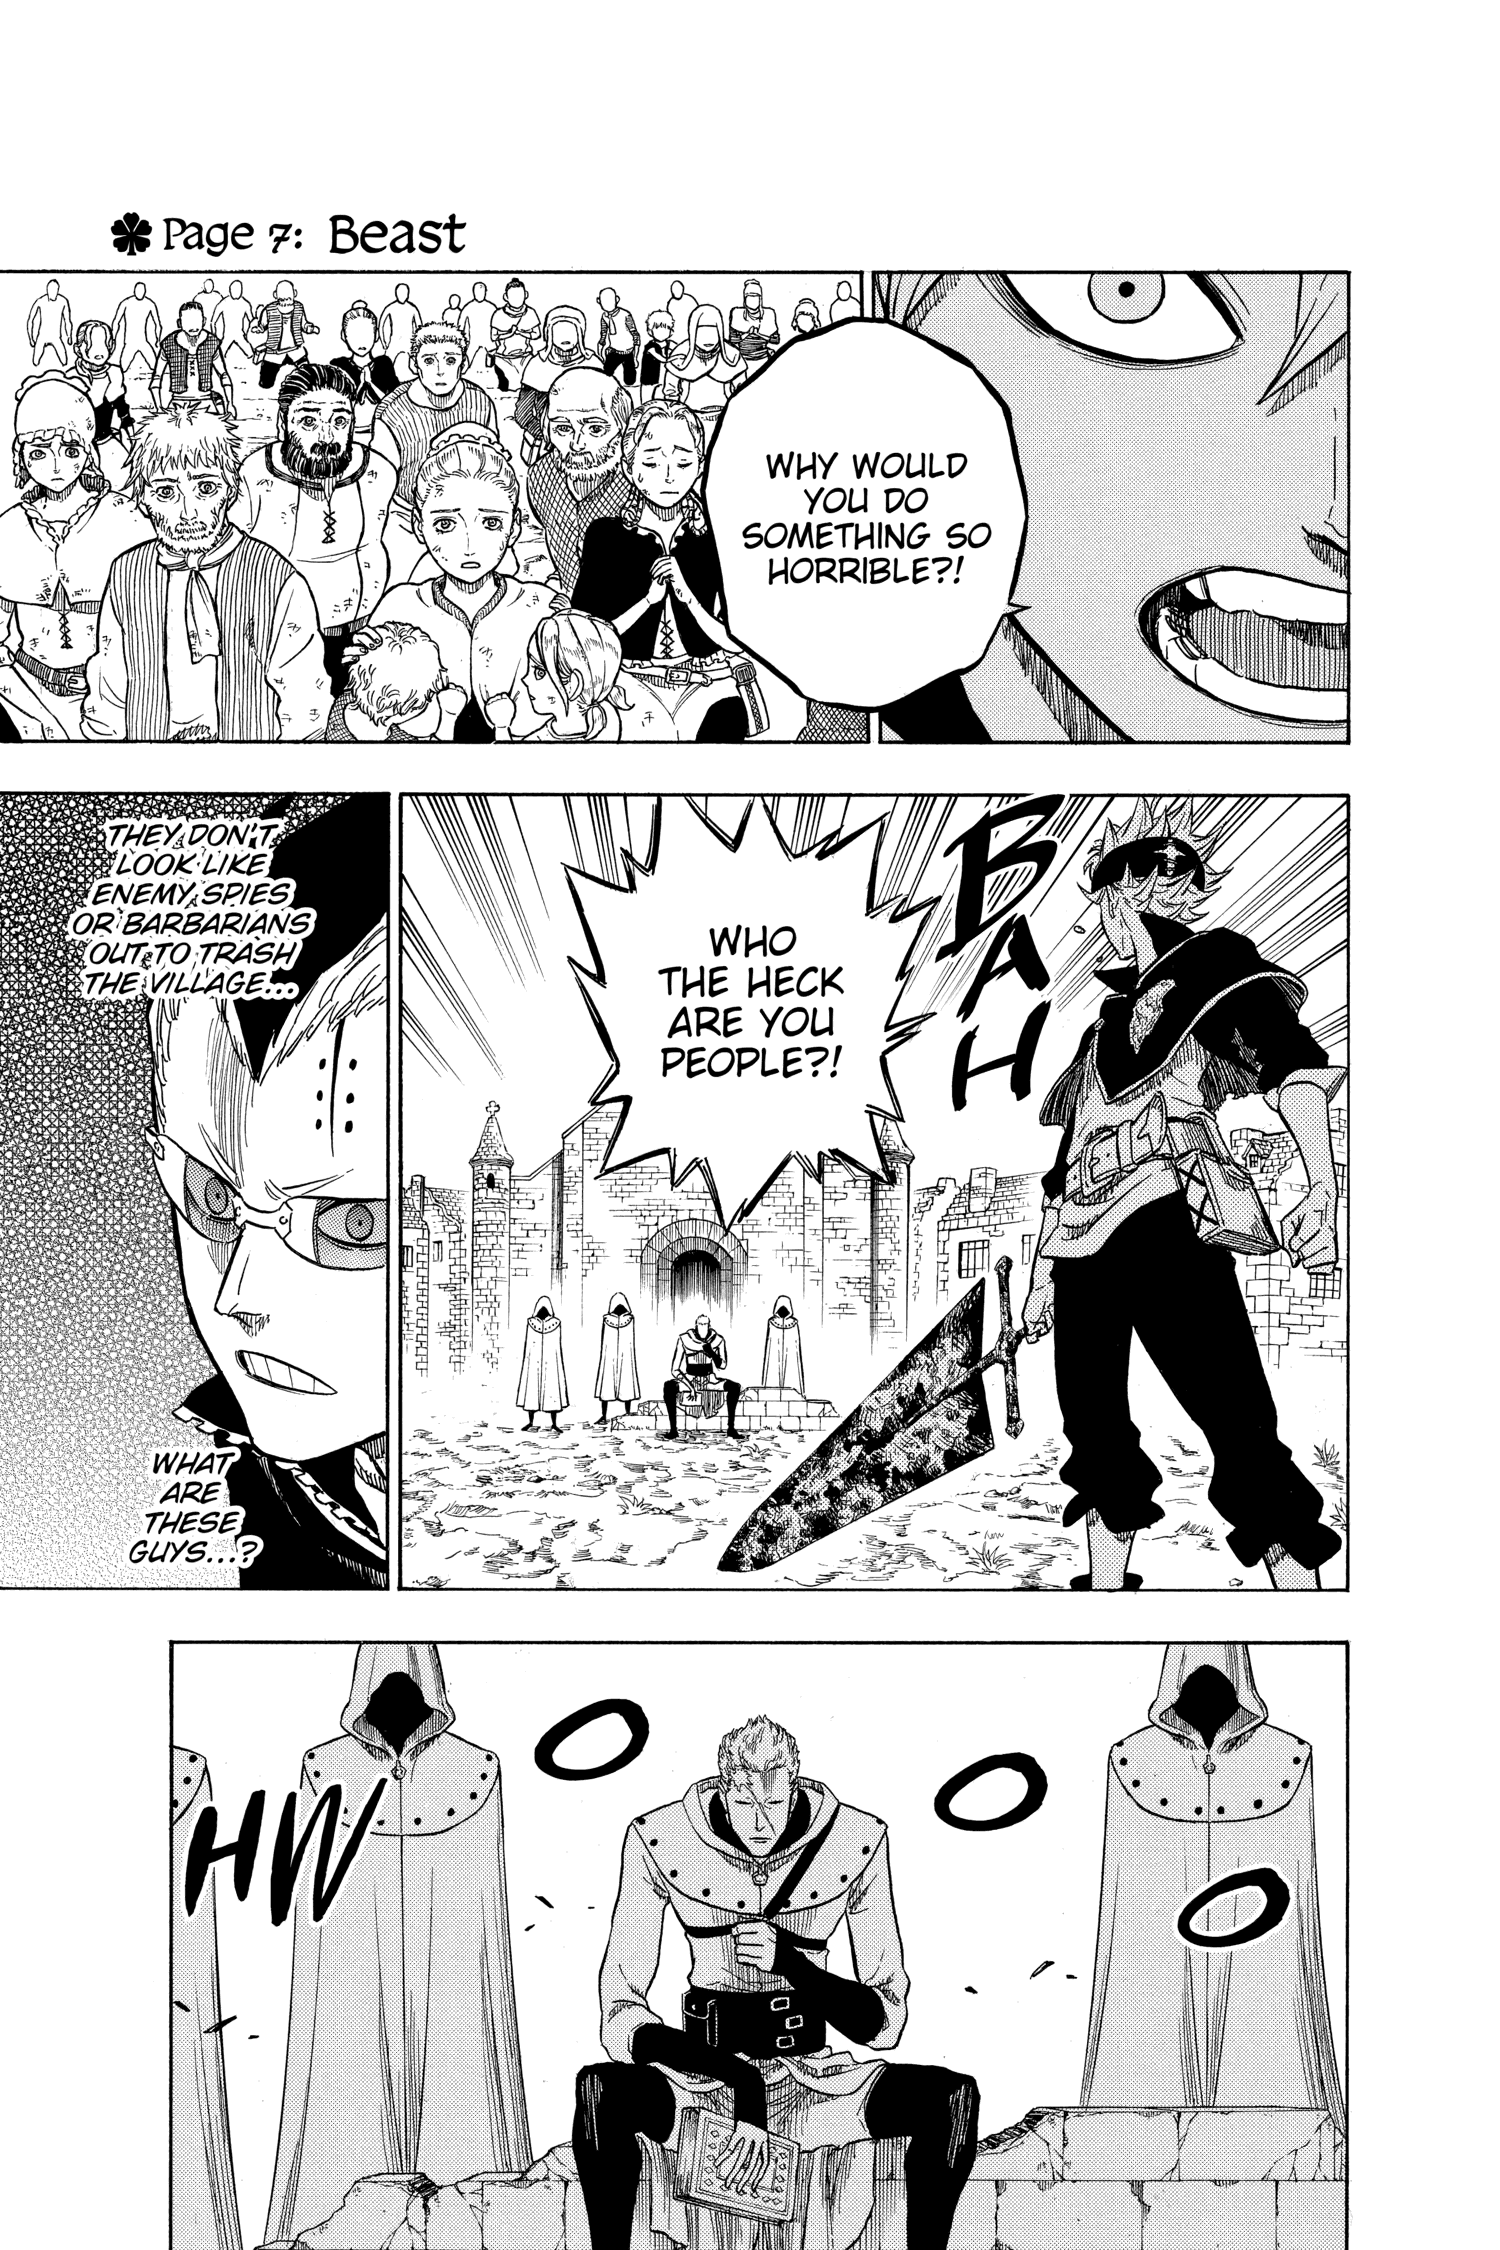 Page 7: Beast
WHY WOULD
YOU DO
SOMETHING SO
HORRIBLE?!
BAH
WHO
THE HECK
ARE YOU
PEOPLE?!
THEY DON'T
LOOK LIKE
ENEMY SPIES
OR BARBARIANS
OUT TO TRASH
THE VILLAGE...
WHAT
ARE
THESE
GUYS...?
HWOOO